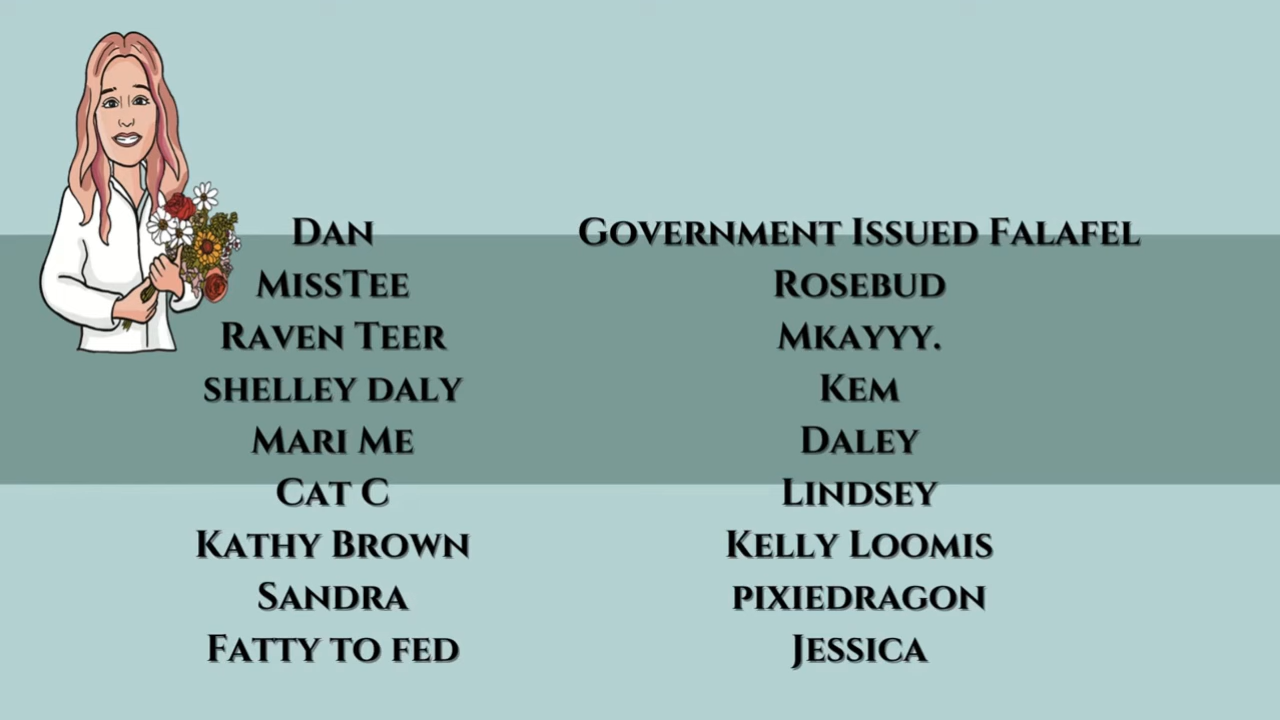 Dan
MissTee
Raven Teer
shelley daly
Mari Me
Cat C
Kathy Brown
Sandra
Fatty to fed
Government Issued Falafel
Rosebud
Mkayyy.
Kem
Daley
Lindsey
Kelly Loomis
pixiedragon
Jessica